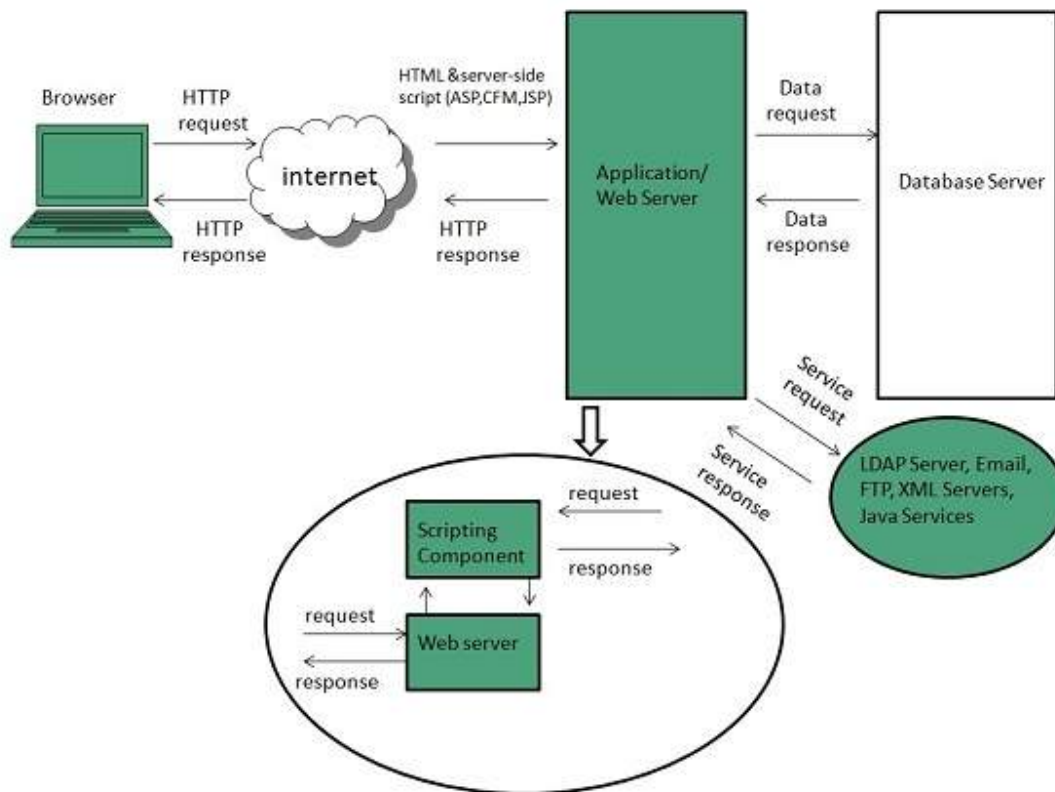 Browser
HTTP
request
HTTP
response
internet
HTML &server-side
script (ASP,CFM,JSP)
HTTP
response
Application/
Web Server
Data
request
Data
response
Database Server
Service
request
Service
response
LDAP Server, Email,
FTP, XML Servers,
Java Services
request
response
Scripting
Component
request
response
Web server